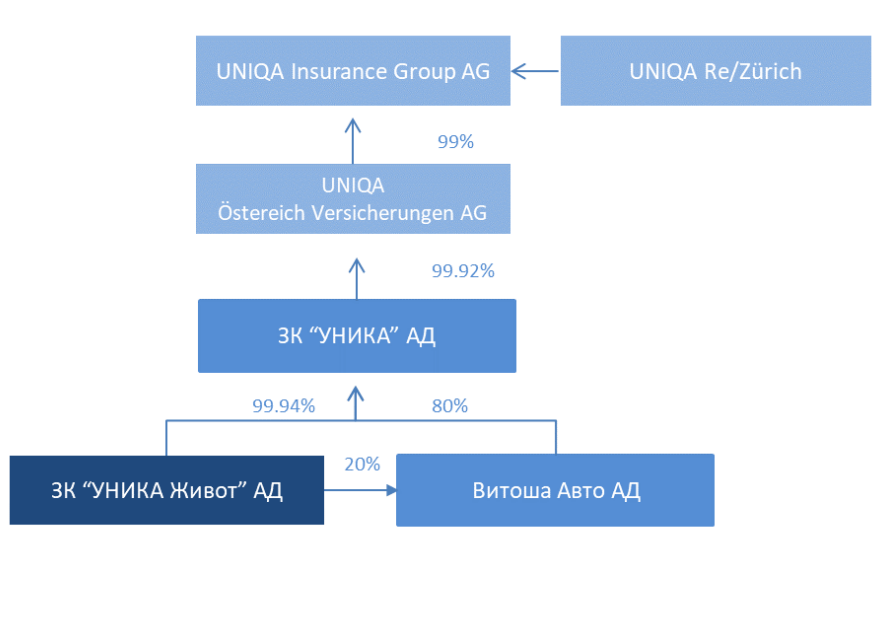 UNIQA Insurance Group AG
UNIQA Re/Zürich
99%
UNIQA
Östereich Versicherungen AG
99.92%
ЗК “УНИКА” АД
99.94%
80%
ЗК “УНИКА Живот” АД
20%
Витоша Авто АД